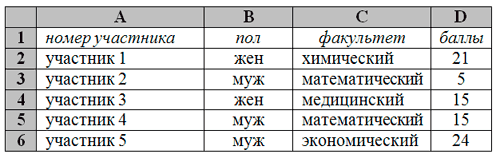 A B C D
1 номер участника пол факультет баллы
2 участник 1 жен химический 21
3 участник 2 муж математический 5
4 участник 3 жен медицинский 15
5 участник 4 муж математический 15
6 участник 5 муж экономический 24